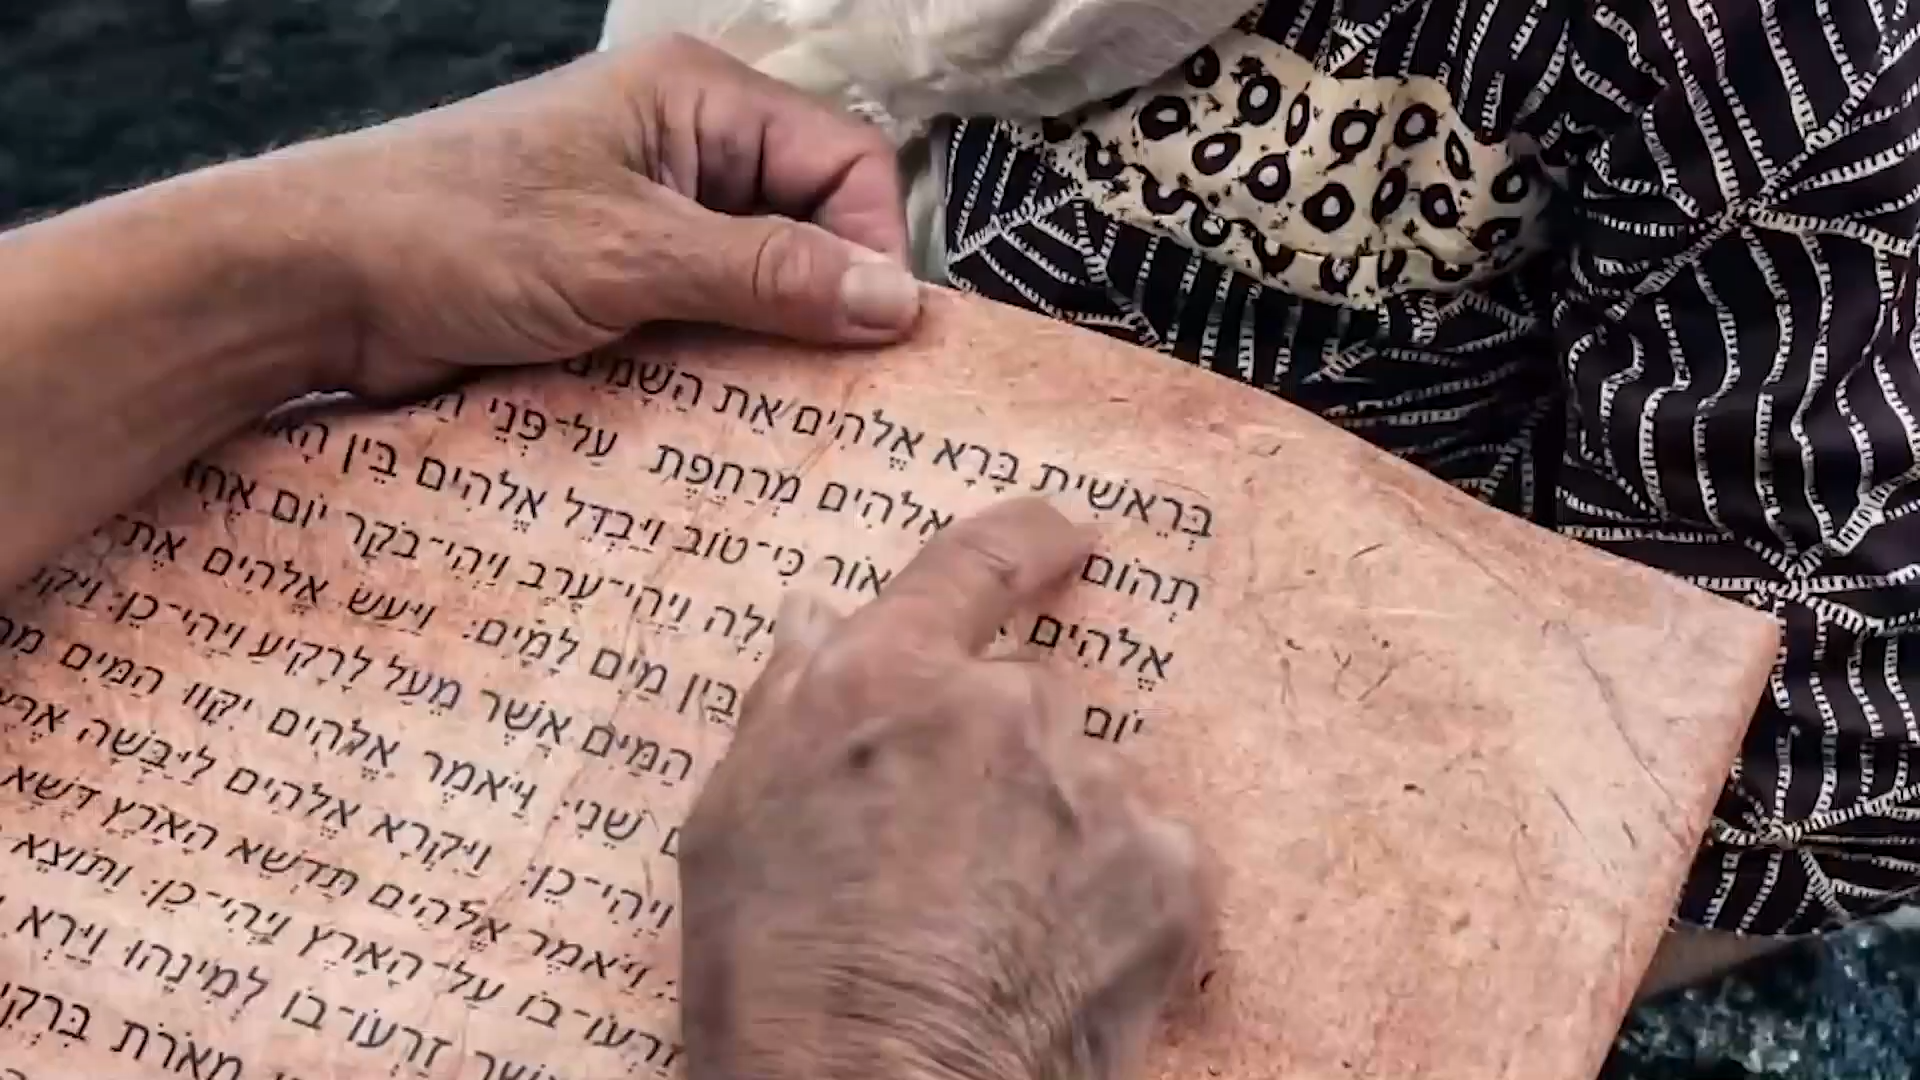 בְּרֵאשִׁית בָּרָא אֱלֹהִים אֵת הַשָּׁמַיִם
תְהוֹם אֱלֹהִים מְרַחֶפֶת עַל־פְּנֵי
אֱלֹהִים אוֹר כִּי־טוֹב וַיַּבְדֵּל אֱלֹהִים בֵּין
יוֹם וַיְהִי־עֶרֶב וַיְהִי־בֹקֶר יוֹם אֶחָד
בֵּין מַיִם לָמָיִם: וַיַּעַשׂ אֱלֹהִים אֶת־
הַמַּיִם אֲשֶׁר מֵעַל לָרָקִיעַ וַיְהִי־כֵן:
שֵׁנִי: וַיֹּאמֶר אֱלֹהִים יִקָּווּ הַמַּיִם
וַיְהִי־כֵן: וַיִּקְרָא אֱלֹהִים לַיַּבָּשָׁה
וַיֹּאמֶר אֱלֹהִים תַּדְשֵׁא הָאָרֶץ דֶּשֶׁא
זַרְעוֹ־בוֹ עַל־הָאָרֶץ וַיְהִי־כֵן: וַתּוֹצֵא
זַרְעוֹ־בוֹ לְמִינֵהוּ וַיַּרְא
מְאֹרֹת